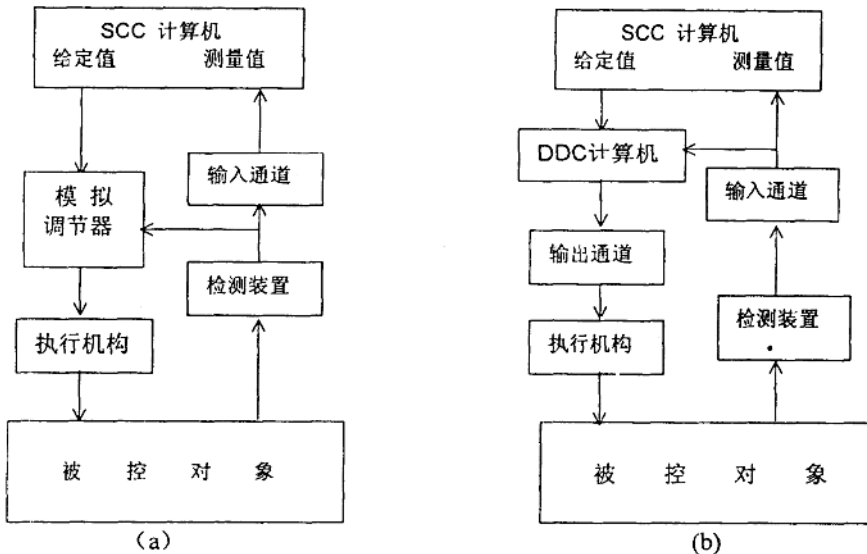 SCC 计算机
给定值 测量值
输入通道
模 拟
调节器
检测装置
执行机构
被 控 对 象
（a）
SCC 计算机
给定值 测量值
DDC计算机
输入通道
输出通道
检测装置
执行机构
被 控 对 象
(b)